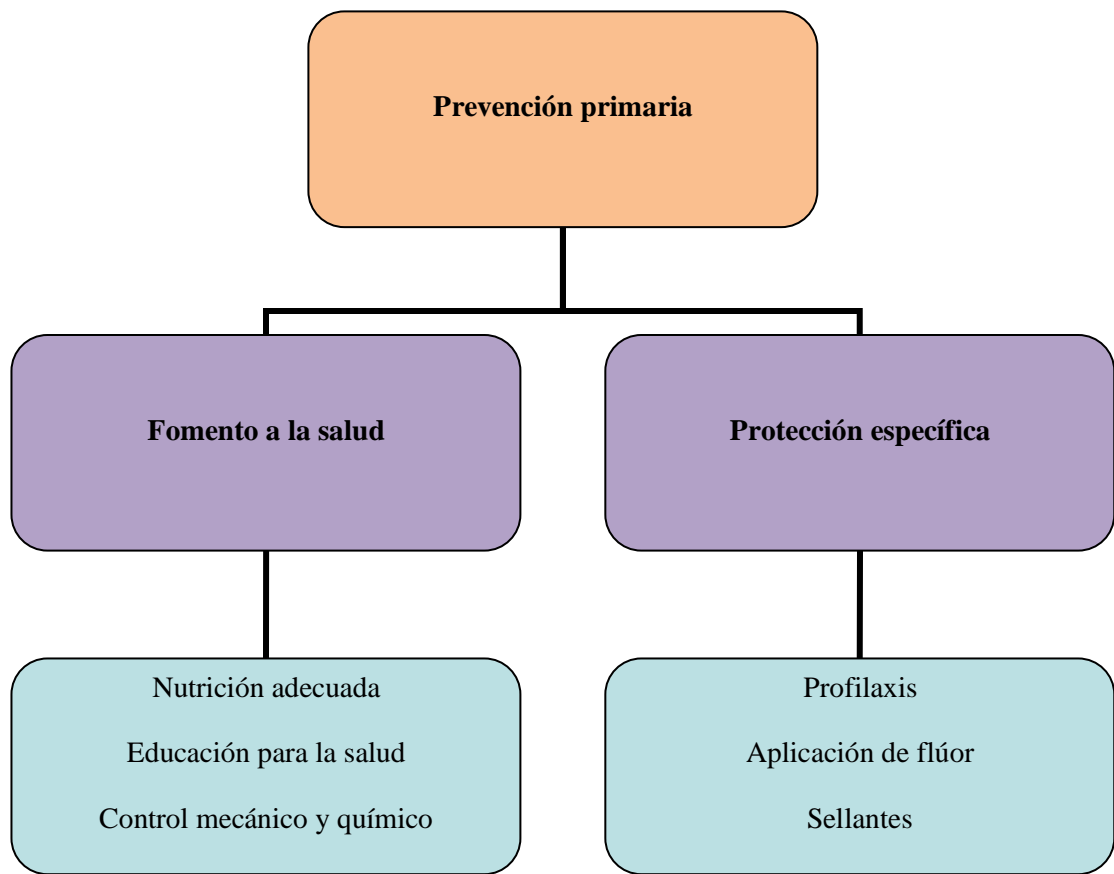 Prevención primaria
Fomento a la salud
Protección específica
Nutrición adecuada
Educación para la salud
Control mecánico y químico
Profilaxis
Aplicación de flúor
Sellantes